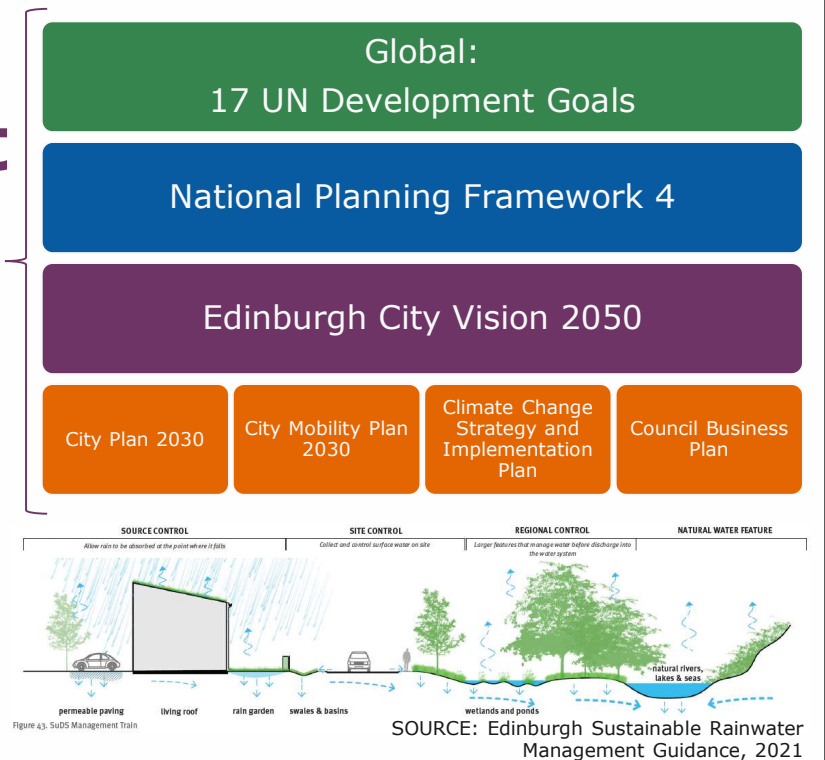 Global:
17 UN Development Goals
National Planning Framework 4
Edinburgh City Vision 2050
City Plan 2030
City Mobility Plan
2030
Climate Change
Strategy and
Implementation
Plan
Council Business
Plan
SOURCE CONTROL
Allow rain to be absorbed at the point where it falls
SITE CONTROL
Collect and control surface water on site
REGIONAL CONTROL
Larger features that manage water before discharge into
the water system
NATURAL WATER FEATURE
natural rivers,
lakes & seas
permeable paving
living roof
rain garden
swales & basins
wetlands and ponds
Figure 43. SuDS Management Train
SOURCE: Edinburgh Sustainable Rainwater
Management Guidance, 2021